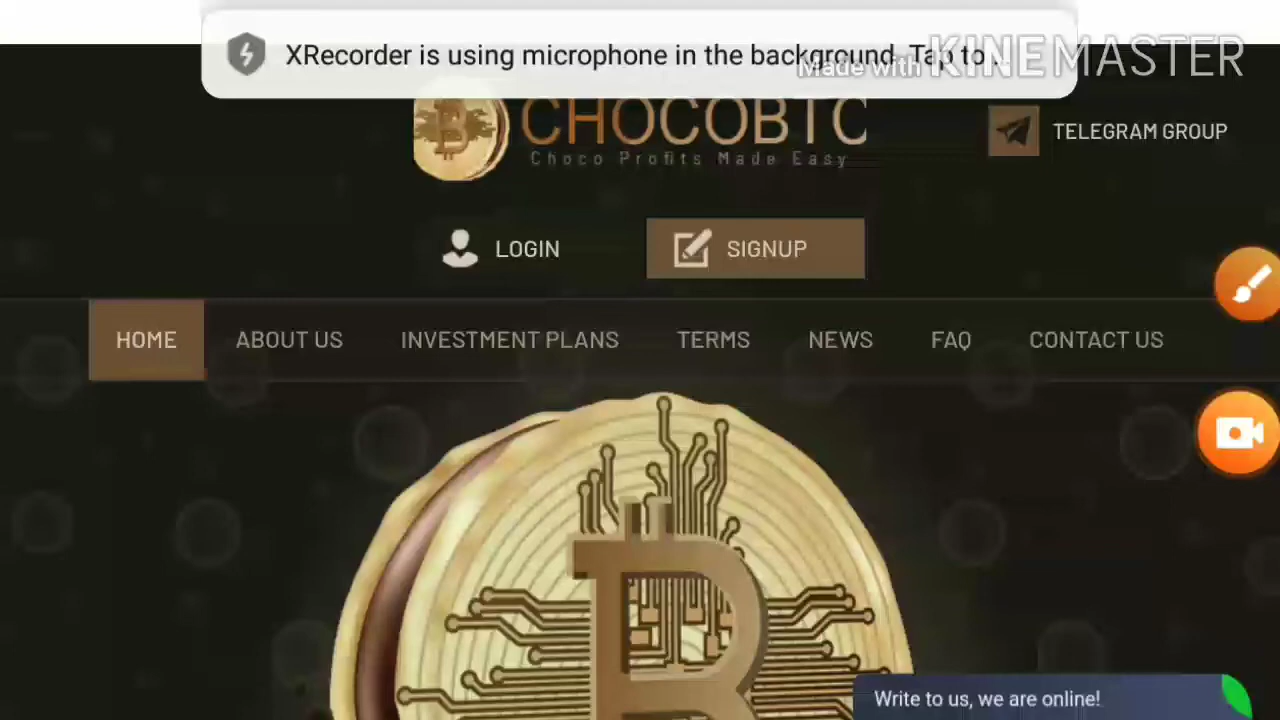 XRecorder is using microphone in the background. Tap to
Made with KINEMASTER
CHOCOBTC
Choco Profits Made Easy
TELEGRAM GROUP
LOGIN
SIGNUP
HOME ABOUT US INVESTMENT PLANS TERMS NEWS FAQ CONTACT US
Write to us, we are online!